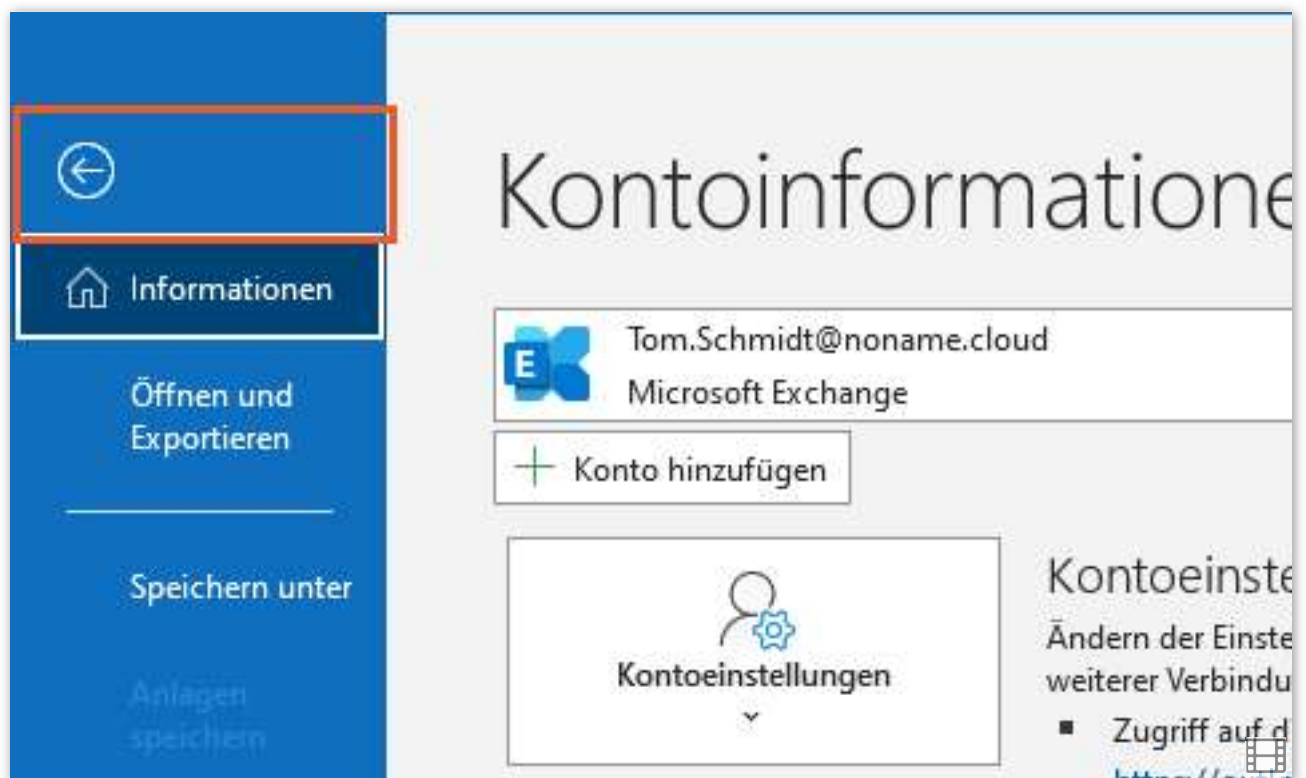 Kontoinformatione
Informationen
Öffnen und
Exportieren
Speichern unter
Anlagen
speichern
E
Tom.Schmidt@noname.cloud
Microsoft Exchange
Konto hinzufügen
Kontoeinstellungen
Kontoeinste
Ändern der Einste
weiterer Verbindu
Zugriff auf d